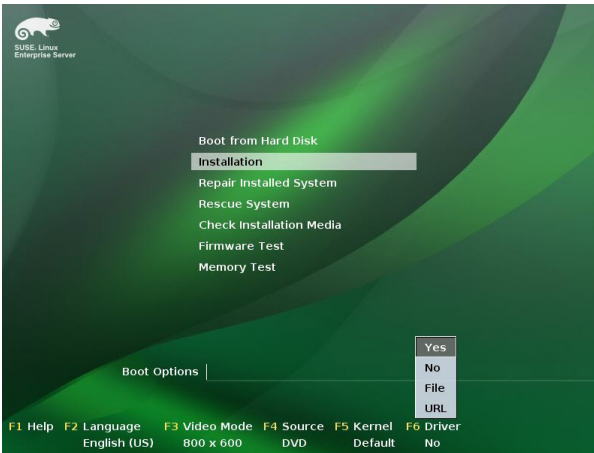 SUSE. Linux
Enterprise Server
Boot from Hard Disk
Installation
Repair Installed System
Rescue System
Check Installation Media
Firmware Test
Memory Test
Boot Options
Yes
No
File
URL
F1 Help F2 Language F3 Video Mode F4 Source F5 Kernel F6 Driver
English (US) 800 x 600 DVD Default No